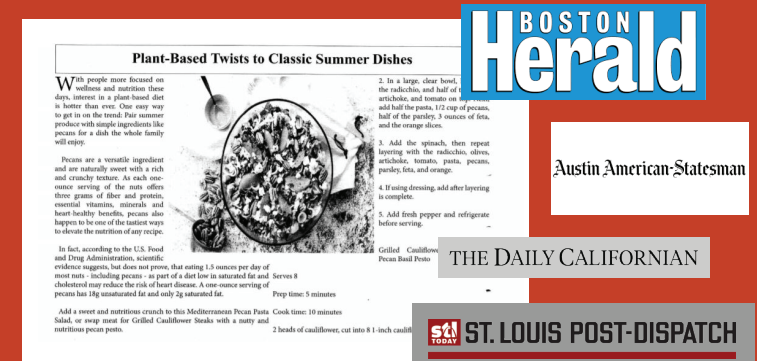 Plant-Based Twists to Classic Summer Dishes
With people more focused on
wellness and nutrition these
days, interest in a plant-based diet
is hotter than ever. One easy way
to get in on the trend: Pair summer
produce with simple ingredients like
pecans for a dish the whole family
will enjoy.
Pecans are a versatile ingredient
and are naturally sweet with a rich
and crunchy texture. As each one-
ounce serving of the nuts offers
three grams of fiber and protein,
essential vitamins, minerals and
heart-healthy benefits, pecans also
happen to be one of the tastiest ways
to elevate the nutrition of any recipe.
In fact, according to the U.S. Food
and Drug Administration, scientific
evidence suggests, but does not prove, that eating 1.5 ounces per day of
most nuts - including pecans - as part of a diet low in saturated fat and
cholesterol may reduce the risk of heart disease. A one-ounce serving of
pecans has 18g unsaturated fat and only 2g saturated fat.
Add a sweet and nutritious crunch to this Mediterranean Pecan Pasta
Salad, or swap meat for Grilled Cauliflower Steaks with a nutty and
nutritious pecan pesto.
Serves 8
Prep time: 5 minutes
Cook time: 10 minutes
2 heads of cauliflower, cut into 8 1-inch
2. In a large, clear bowl,
the radicchio, and half of
artichoke, and tomato on
add half the pasta, 1/2 cup of pecans,
half of the parsley, 3 ounces of feta,
and the orange slices.
3. Add the spinach, then repeat
layering with the radicchio, olives,
artichoke, tomato, pasta, pecans,
parsley, feta, and orange.
4. If using dressing, add after layering
is complete.
5. Add fresh pepper and refrigerate
before serving.
Grilled
Pecan Basil Pesto
BOSTON
Herald
Austin American-Statesman
THE DAILY CALIFORNIAN
stl
TODAY
ST. LOUIS POST-DISPATCH